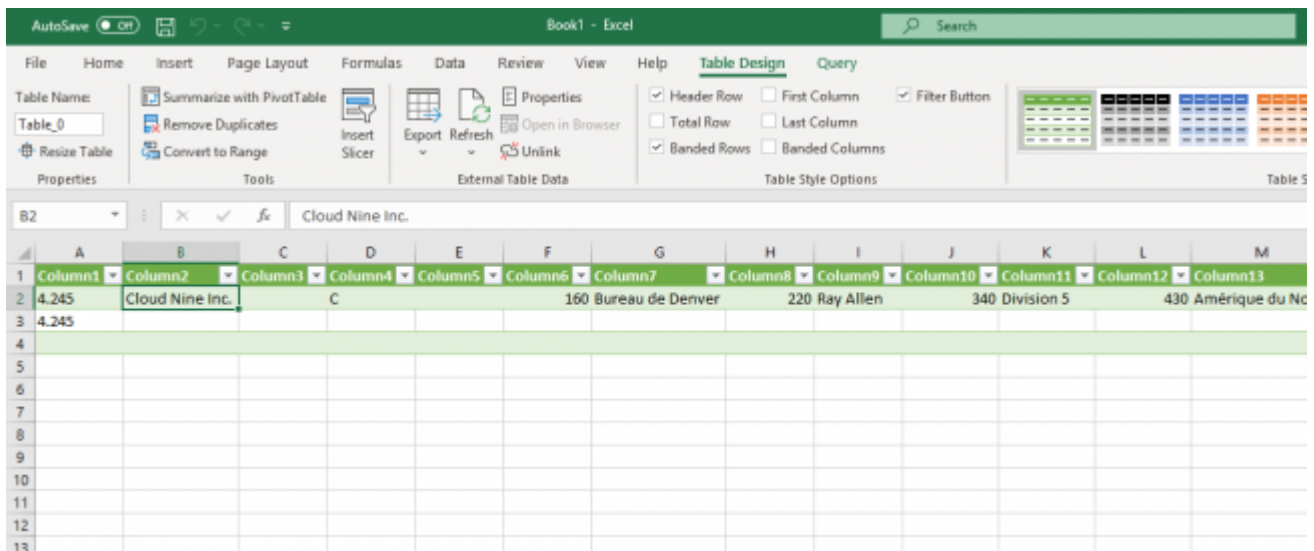 AutoSave Off Book1 - Excel Search
File Home Insert Page Layout Formulas Data Review View Help Table Design Query
Table Name: Summarize with PivotTable Properties Header Row First Column Filter Button
Table_0 Remove Duplicates Insert Slicer Export Refresh Open in Browser Total Row Last Column
Resize Table Convert to Range Unlink Banded Rows Banded Columns
Properties Tools External Table Data Table Style Options Table S
B2 fx Cloud Nine Inc.
A B C D E F G H I J K L M
1 Column1 Column2 Column3 Column4 Column5 Column6 Column7 Column8 Column9 Column10 Column11 Column12 Column13
2 4.245 Cloud Nine Inc. C 160 Bureau de Denver 220 Ray Allen 340 Division 5 430 Amérique du No
3 4.245
4
5
6
7
8
9
10
11
12
13